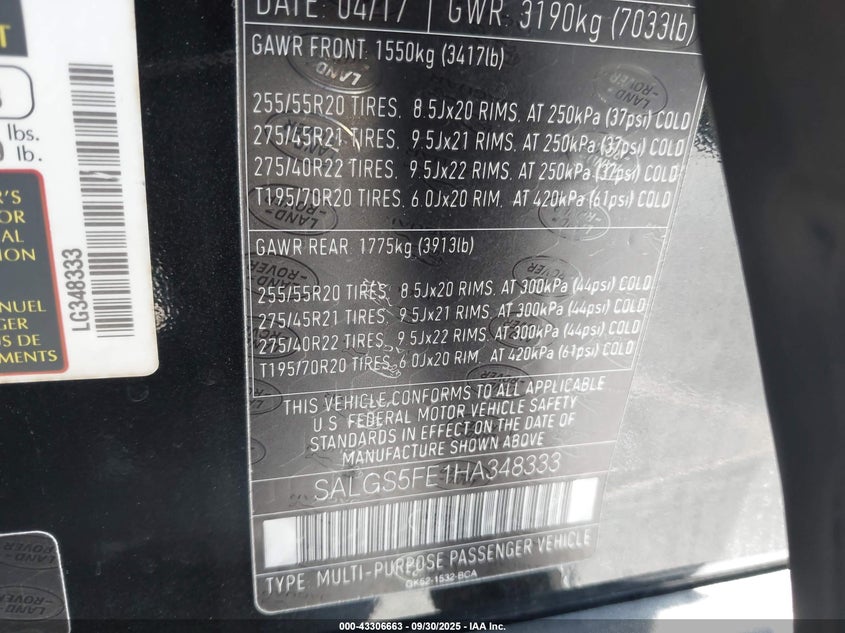 DATE: 04/17 GWR: 3190kg (7033lb)
GAWR FRONT: 1550kg (3417lb)
255/55R20 TIRES, 8.5Jx20 RIMS, AT 250kPa (37psi) COLD
275/45R21 TIRES, 9.5Jx21 RIMS, AT 250kPa (37psi) COLD
275/40R22 TIRES, 9.5Jx22 RIMS, AT 250kPa (37psi) COLD
T195/70R20 TIRES, 6.0Jx20 RIM, AT 420kPa (61psi) COLD
GAWR REAR 1775kg (3913lb)
255/55R20 TIRES, 8.5Jx20 RIMS, AT 300kPa (44psi) COLD
275/45R21 TIRES, 9.5Jx21 RIMS, AT 300kPa (44psi) COLD
275/40R22 TIRES, 9.5Jx22 RIMS, AT 300kPa (44psi) COLD
T195/70R20 TIRES, 6.0Jx20 RIM, AT 420kPa (61psi) COLD
THIS VEHICLE CONFORMS TO ALL APPLICABLE
U S FEDERAL MOTOR VEHICLE SAFETY
STANDARDS IN EFFECT ON THE DATE OF
MANUFACTURE SHOWN ABOVE
SALGS5FE1HA348333
TYPE: MULTI-PURPOSE PASSENGER VEHICLE
GK52-1532-BCA
lbs.
lb.
LG348333
LAND-
ROVER
000-43306663 - 09/30/2025 - IAA Inc.